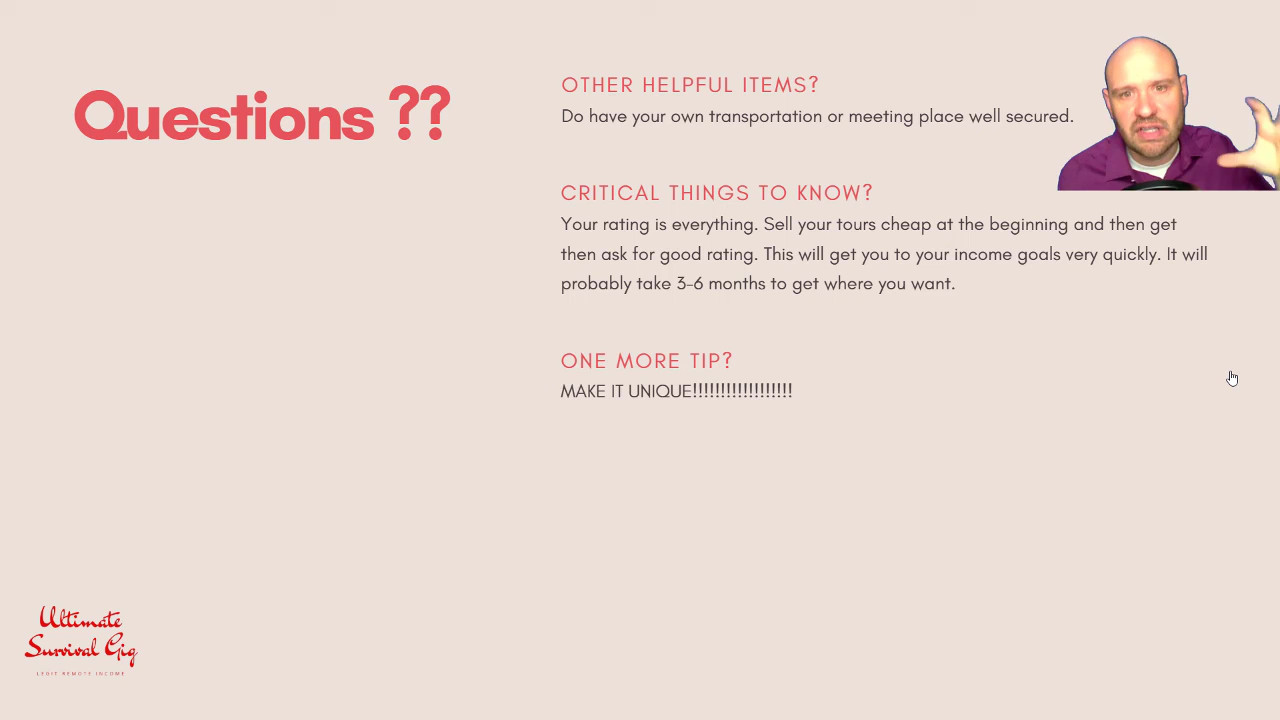 Questions ??
OTHER HELPFUL ITEMS?
Do have your own transportation or meeting place well secured.
CRITICAL THINGS TO KNOW?
Your rating is everything. Sell your tours cheap at the beginning and then get
then ask for good rating. This will get you to your income goals very quickly. It will
probably take 3-6 months to get where you want.
ONE MORE TIP?
MAKE IT UNIQUE!!!!!!!!!!!!!!!!!!
Ultimate
Survival Gig
LEGIT REMOTE INCOME